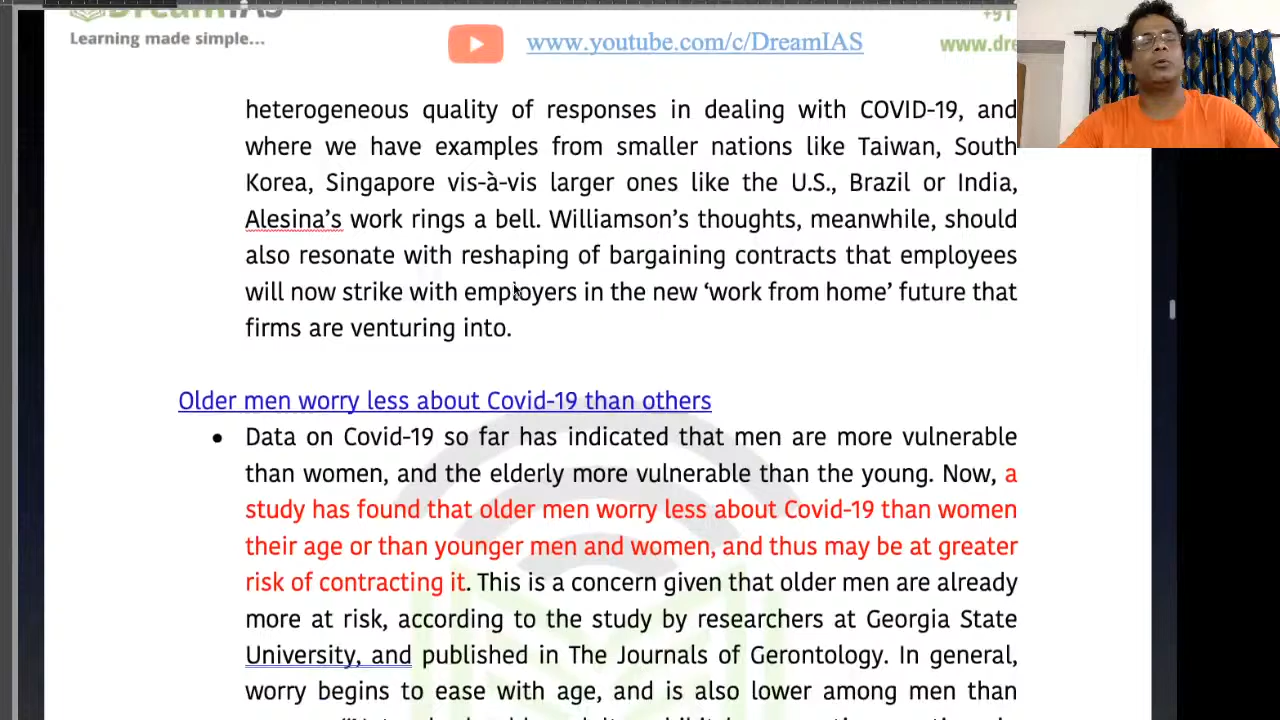 DreamIAS
+91
Learning made simple...
www.youtube.com/c/DreamIAS
www.dre
heterogeneous quality of responses in dealing with COVID-19, and
where we have examples from smaller nations like Taiwan, South
Korea, Singapore vis-à-vis larger ones like the U.S., Brazil or India,
Alesina's work rings a bell. Williamson's thoughts, meanwhile, should
also resonate with reshaping of bargaining contracts that employees
will now strike with employers in the new ‘work from home’ future that
firms are venturing into.
Older men worry less about Covid-19 than others
• Data on Covid-19 so far has indicated that men are more vulnerable
than women, and the elderly more vulnerable than the young. Now, a
study has found that older men worry less about Covid-19 than women
their age or than younger men and women, and thus may be at greater
risk of contracting it. This is a concern given that older men are already
more at risk, according to the study by researchers at Georgia State
University, and published in The Journals of Gerontology. In general,
worry begins to ease with age, and is also lower among men than